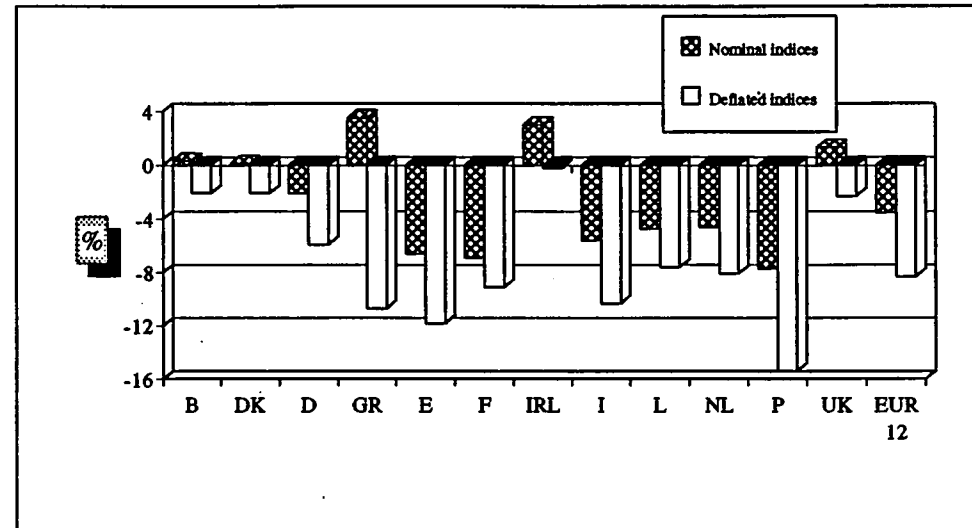 Nominal indices
Deflated indices
4
0
-4
%
-8
-12
-16
B DK D GR E F IRL I L NL P UK EUR
12